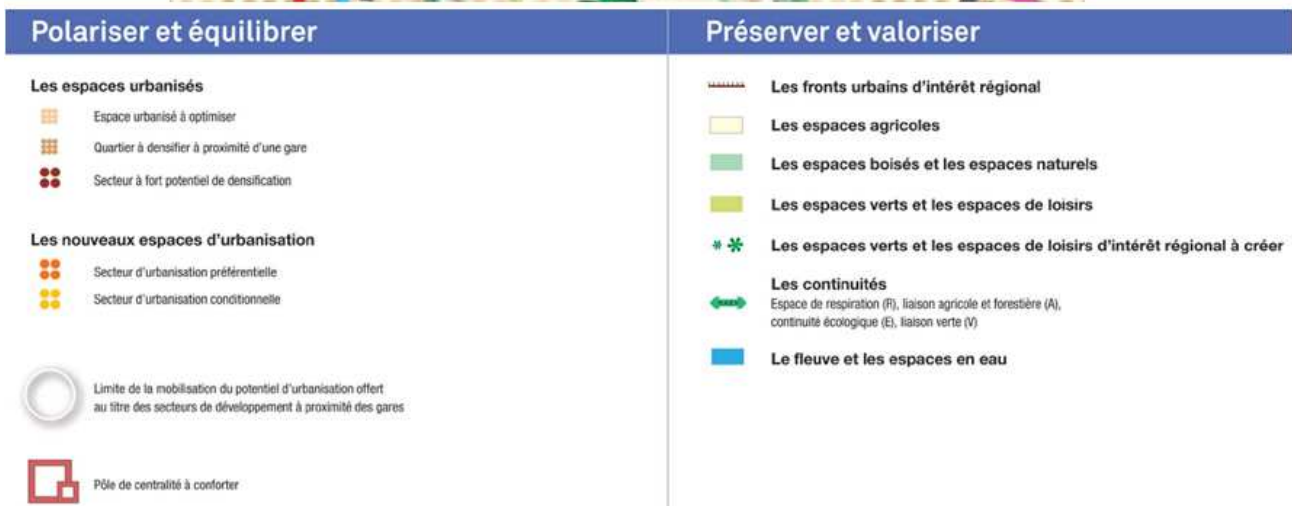 Polariser et équilibrer
Les espaces urbanisés
Espace urbanisé à optimiser
Quartier à densifier à proximité d'une gare
Secteur à fort potentiel de densification
Les nouveaux espaces d'urbanisation
Secteur d'urbanisation préférentielle
Secteur d'urbanisation conditionnelle
Limite de la mobilisation du potentiel d'urbanisation offert
au titre des secteurs de développement à proximité des gares
Pôle de centralité à conforter
Préserver et valoriser
Les fronts urbains d'intérêt régional
Les espaces agricoles
Les espaces boisés et les espaces naturels
Les espaces verts et les espaces de loisirs
Les espaces verts et les espaces de loisirs d'intérêt régional à créer
Les continuités
Espace de respiration (R), liaison agricole et forestière (A),
continuité écologique (E), liaison verte (V)
Le fleuve et les espaces en eau